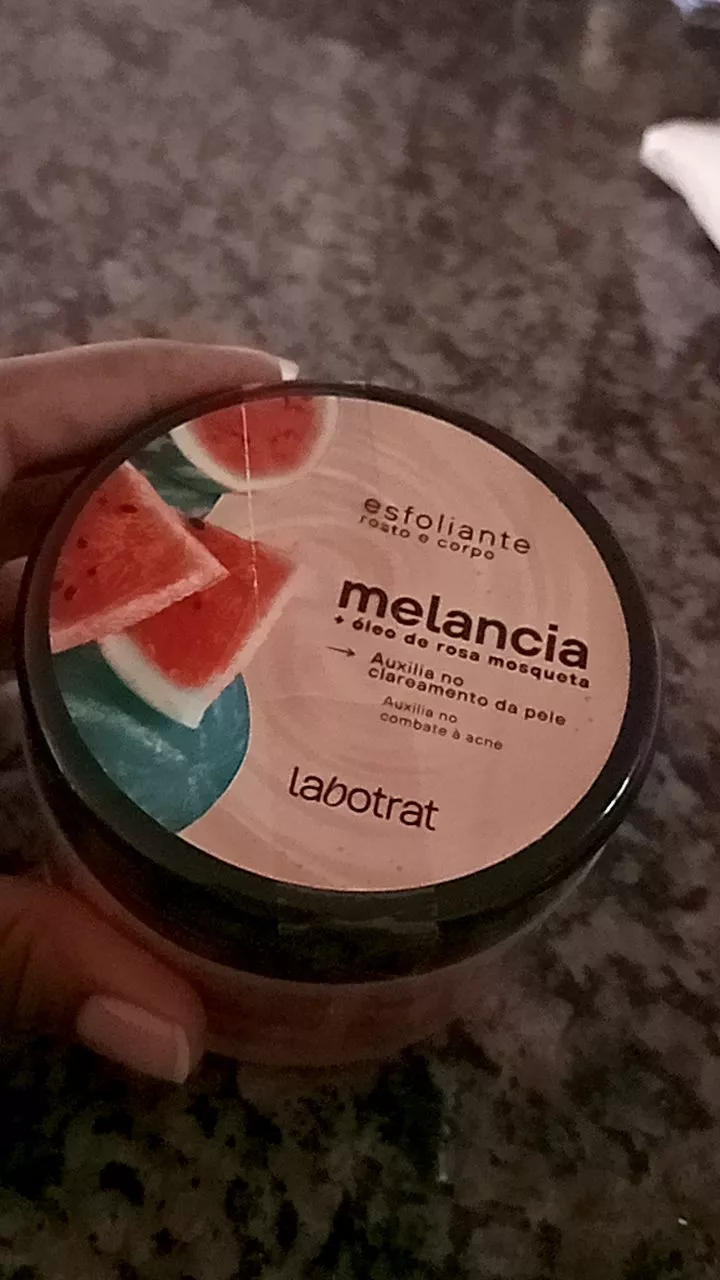 esfoliante
rosto e corpo
melancia
+ óleo de rosa mosqueta
→ Auxilia no
clareamento da pele
Auxilia no
combate à acne
labotrat